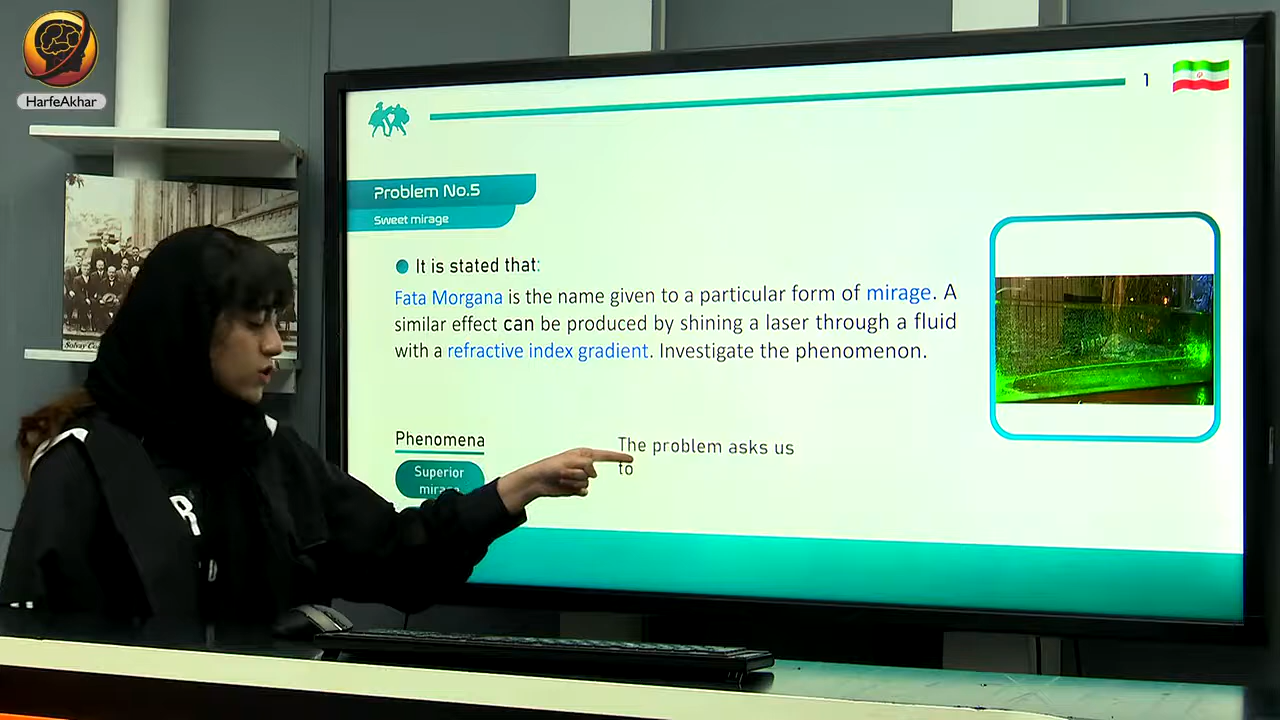 HarfeAkhar
1
Problem No.5
Sweet mirage
It is stated that:
Fata Morgana is the name given to a particular form of mirage. A
similar effect can be produced by shining a laser through a fluid
with a refractive index gradient. Investigate the phenomenon.
Phenomena
The problem asks us
to
Superior
mirage
Solvay
R